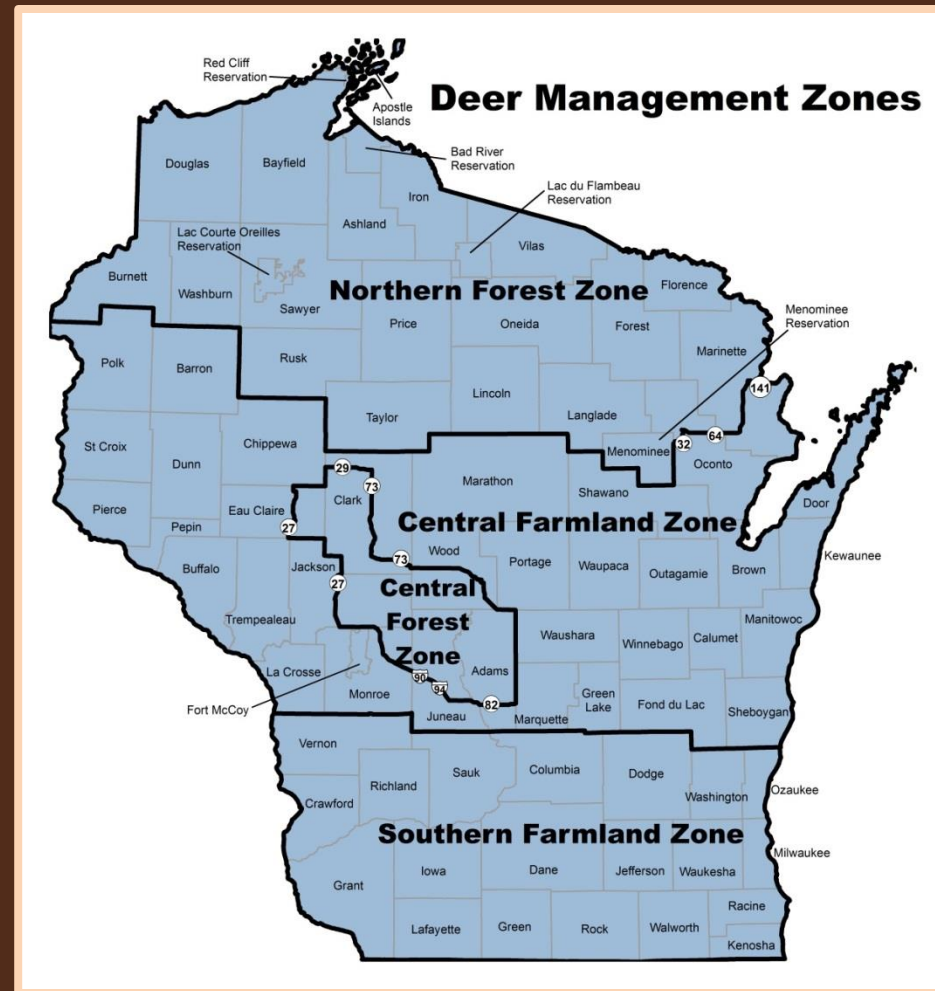 Deer Management Zones
Red Cliff
Reservation
Apostle
Islands
Bad River
Reservation
Lac du Flambeau
Reservation
Douglas
Bayfield
Iron
Ashland
Vilas
Lac Courte Oreilles
Reservation
Burnett
Washburn
Sawyer
Northern Forest Zone
Florence
Price
Oneida
Forest
Menominee
Reservation
Marinette
Polk
Barron
Rusk
Lincoln
Langlade
Taylor
141
64
32
Menominee
Oconto
St Croix
Dunn
Chippewa
29
73
Clark
Marathon
Shawano
Door
Pierce
Pepin
Eau Claire
27
Central Farmland Zone
Kewaunee
Buffalo
Jackson
Wood
73
Portage
Waupaca
Outagamie
Brown
27
Central
Forest
Zone
Trempealeau
Waushara
Winnebago
Calumet
Manitowoc
La Crosse
Adams
Fort McCoy
Monroe
90
94
82
Juneau
Marquette
Green
Lake
Fond du Lac
Sheboygan
Vernon
Richland
Sauk
Columbia
Dodge
Washington
Ozaukee
Crawford
Southern Farmland Zone
Milwaukee
Grant
Iowa
Dane
Jefferson
Waukesha
Racine
Lafayette
Green
Rock
Walworth
Kenosha